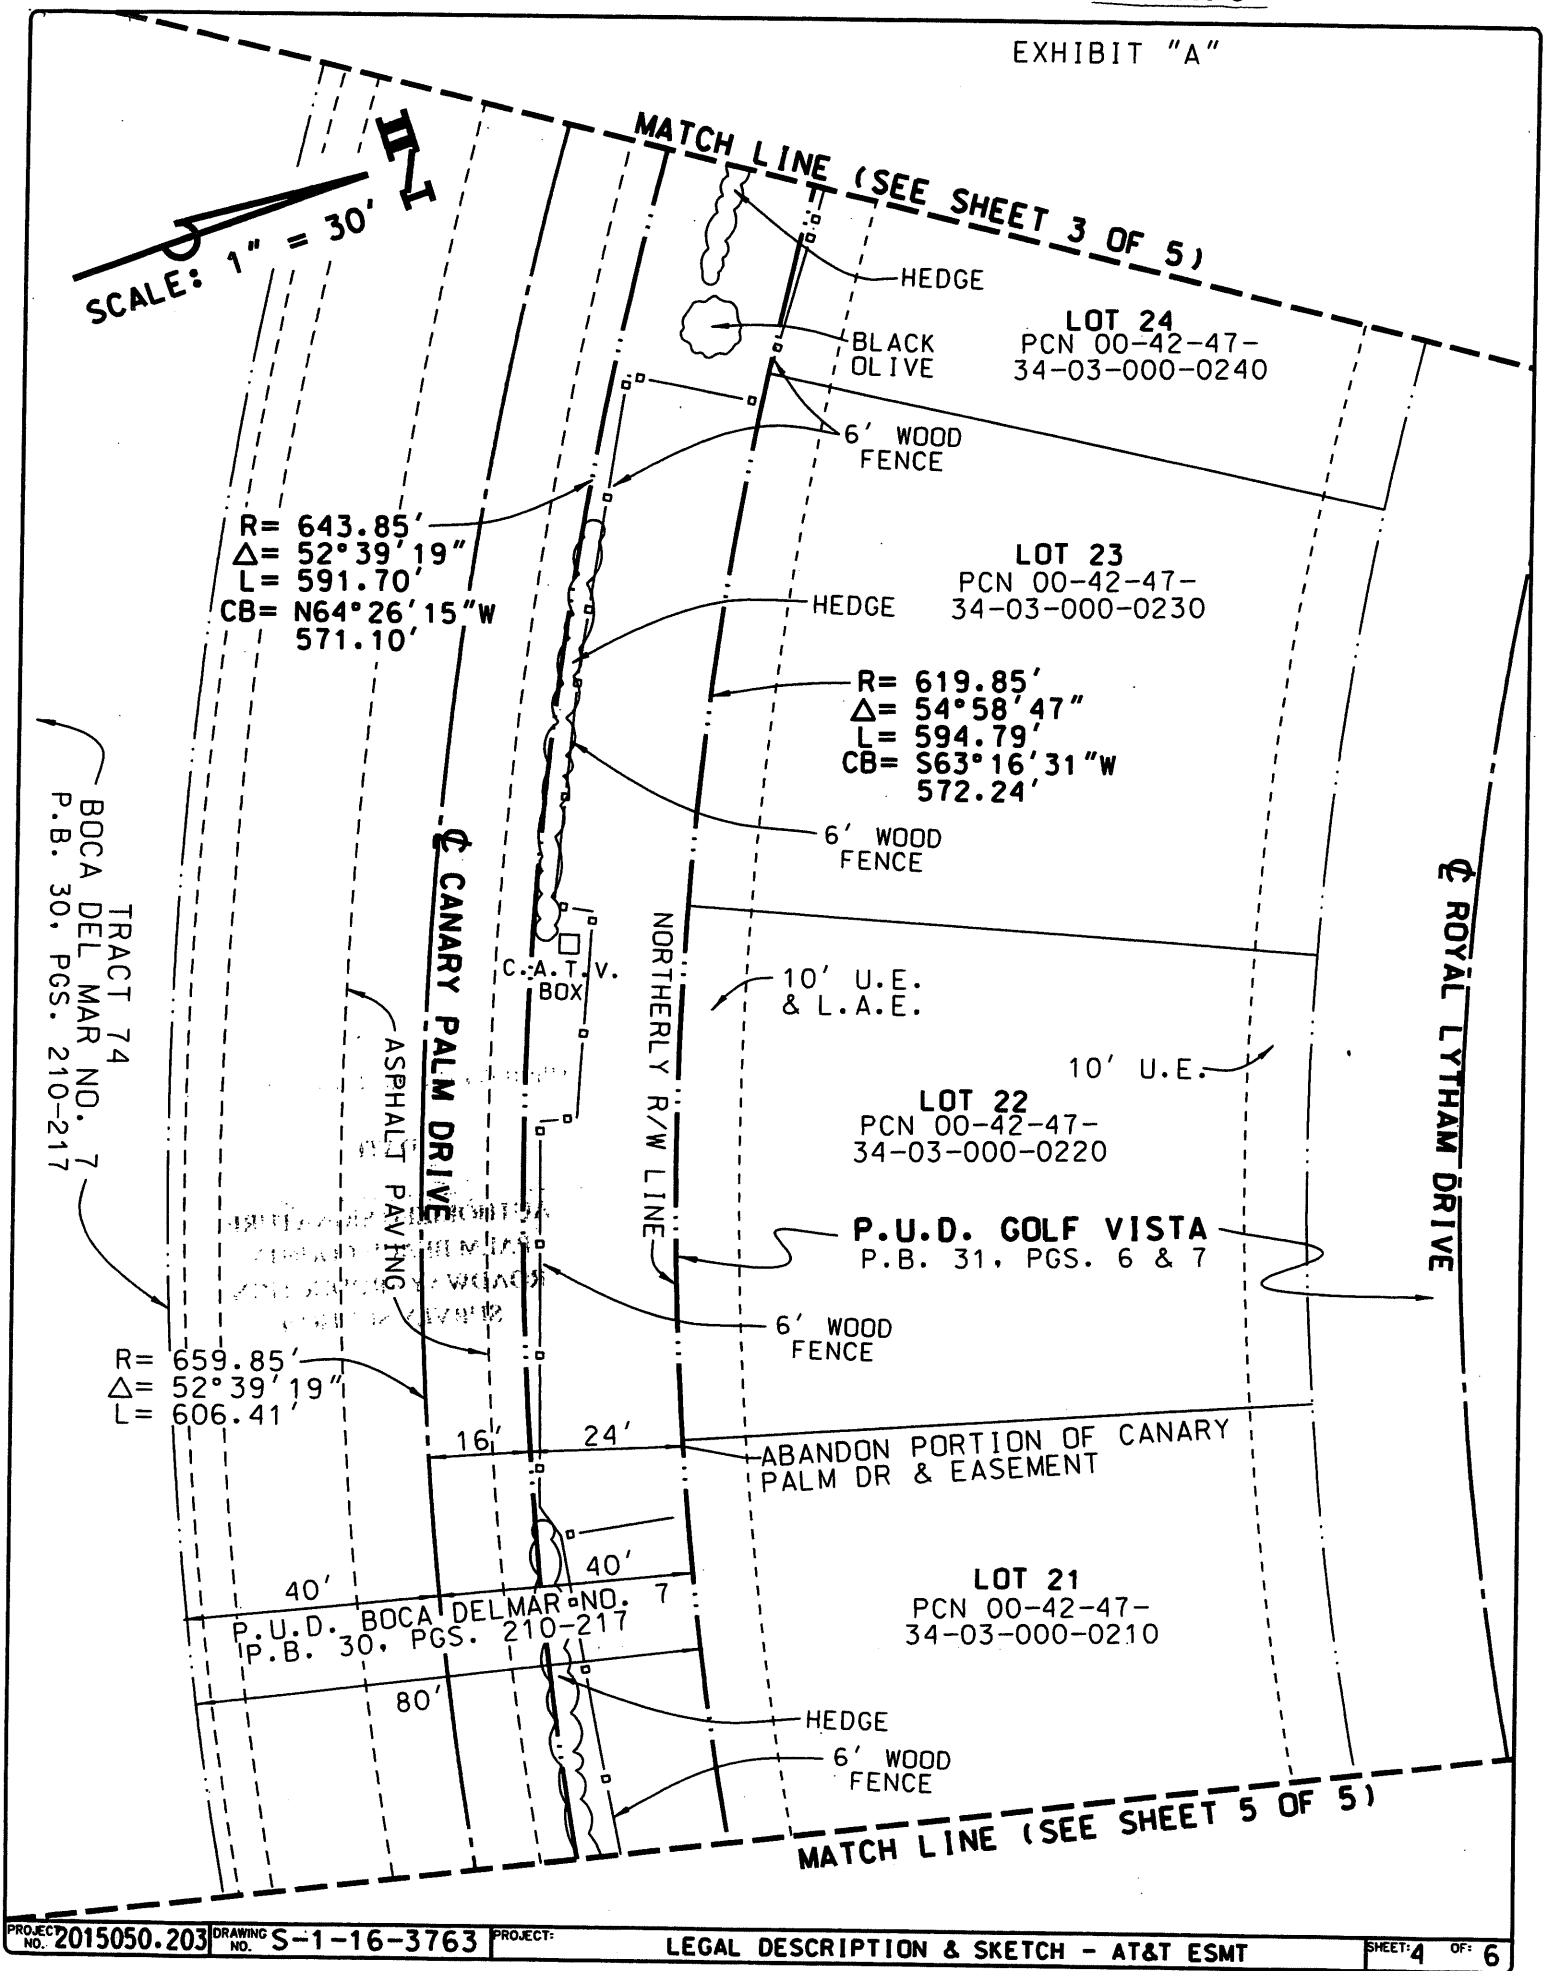 EXHIBIT "A"
MATCH LINE (SEE SHEET 3 OF 5)
SCALE: 1" = 30'
HEDGE
LOT 24
PCN 00-42-47-
34-03-000-0240
BLACK
OLIVE
6' WOOD
FENCE
R= 643.85'
Δ= 52°39'19"
L= 591.70'
CB= N64°26'15"W
571.10'
LOT 23
PCN 00-42-47-
34-03-000-0230
HEDGE
R= 619.85'
Δ= 54°58'47"
L= 594.79'
CB= S63°16'31"W
572.24'
6' WOOD
FENCE
TRACT 74
BOCA DEL MAR NO. 7
P.B. 30, PGS. 210-217
℄ CANARY PALM DRIVE
ASPHALT PAVING
C.A.T.V.
BOX
NORTHERLY R/W LINE
10' U.E.
& L.A.E.
10' U.E.
℄ ROYAL LYTHAM DRIVE
LOT 22
PCN 00-42-47-
34-03-000-0220
P.U.D. GOLF VISTA
P.B. 31, PGS. 6 & 7
6' WOOD
FENCE
R= 659.85'
Δ= 52°39'19"
L= 606.41'
16'
24'
ABANDON PORTION OF CANARY
PALM DR & EASEMENT
40'
40'
P.U.D. BOCA DELMAR NO. 7
P.B. 30, PGS. 210-217
80'
LOT 21
PCN 00-42-47-
34-03-000-0210
HEDGE
6' WOOD
FENCE
MATCH LINE (SEE SHEET 5 OF 5)
PROJECT NO. 2015050.203 DRAWING NO. S-1-16-3763 PROJECT: LEGAL DESCRIPTION & SKETCH - AT&T ESMT SHEET: 4 OF: 6